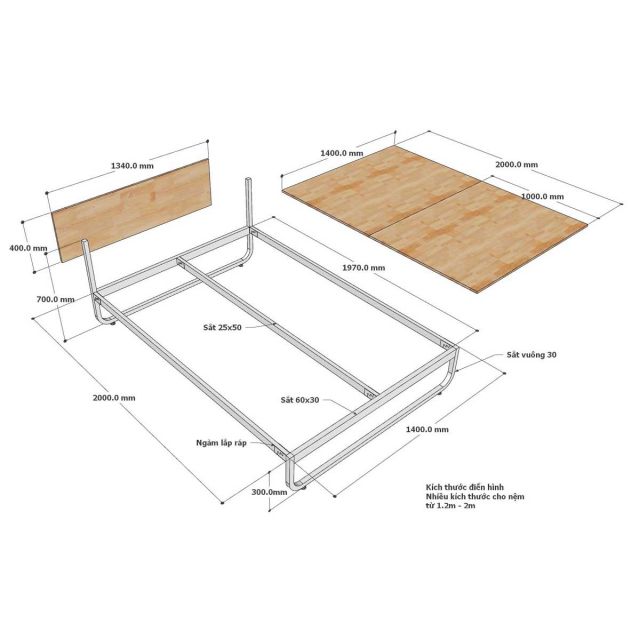 1400.0 mm
2000.0 mm
1340.0 mm
1000.0 mm
400.0 mm
1970.0 mm
700.0 mm
Sắt 25x50
Sắt vuông 30
2000.0 mm
Sắt 60x30
1400.0 mm
Ngàm lắp ráp
300.0mm
Kích thước điển hình
Nhiều kích thước cho nệm
từ 1.2m - 2m